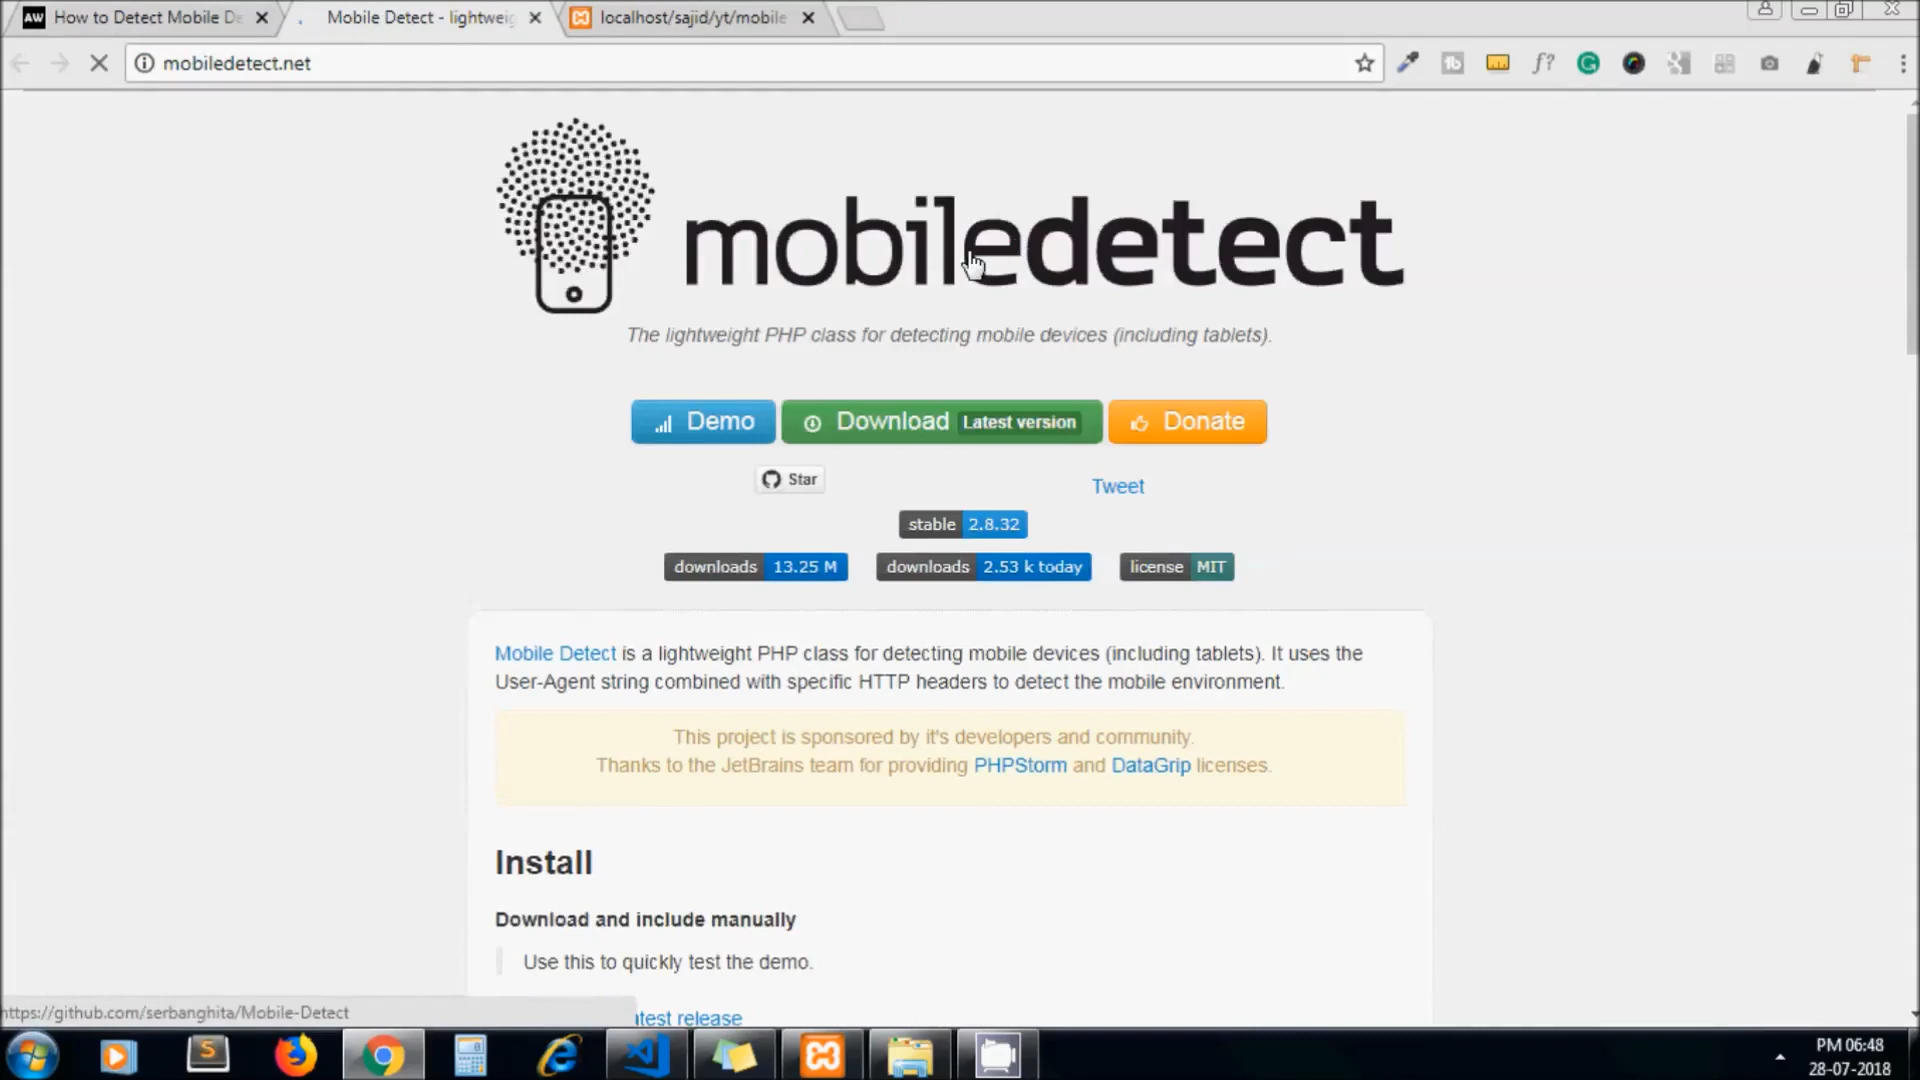 How to Detect Mobile De
Mobile Detect - lightweig
localhost/sajid/yt/mobile
mobiledetect.net
mobiledetect
The lightweight PHP class for detecting mobile devices (including tablets).
Demo
Download Latest version
Donate
Star
Tweet
stable 2.8.32
downloads 13.25 M
downloads 2.53 k today
license MIT
Mobile Detect is a lightweight PHP class for detecting mobile devices (including tablets). It uses the
User-Agent string combined with specific HTTP headers to detect the mobile environment.
This project is sponsored by it's developers and community.
Thanks to the JetBrains team for providing PHPStorm and DataGrip licenses.
Install
Download and include manually
Use this to quickly test the demo.
https://github.com/serbanghita/Mobile-Detect
atest release
PM 06:48
28-07-2018